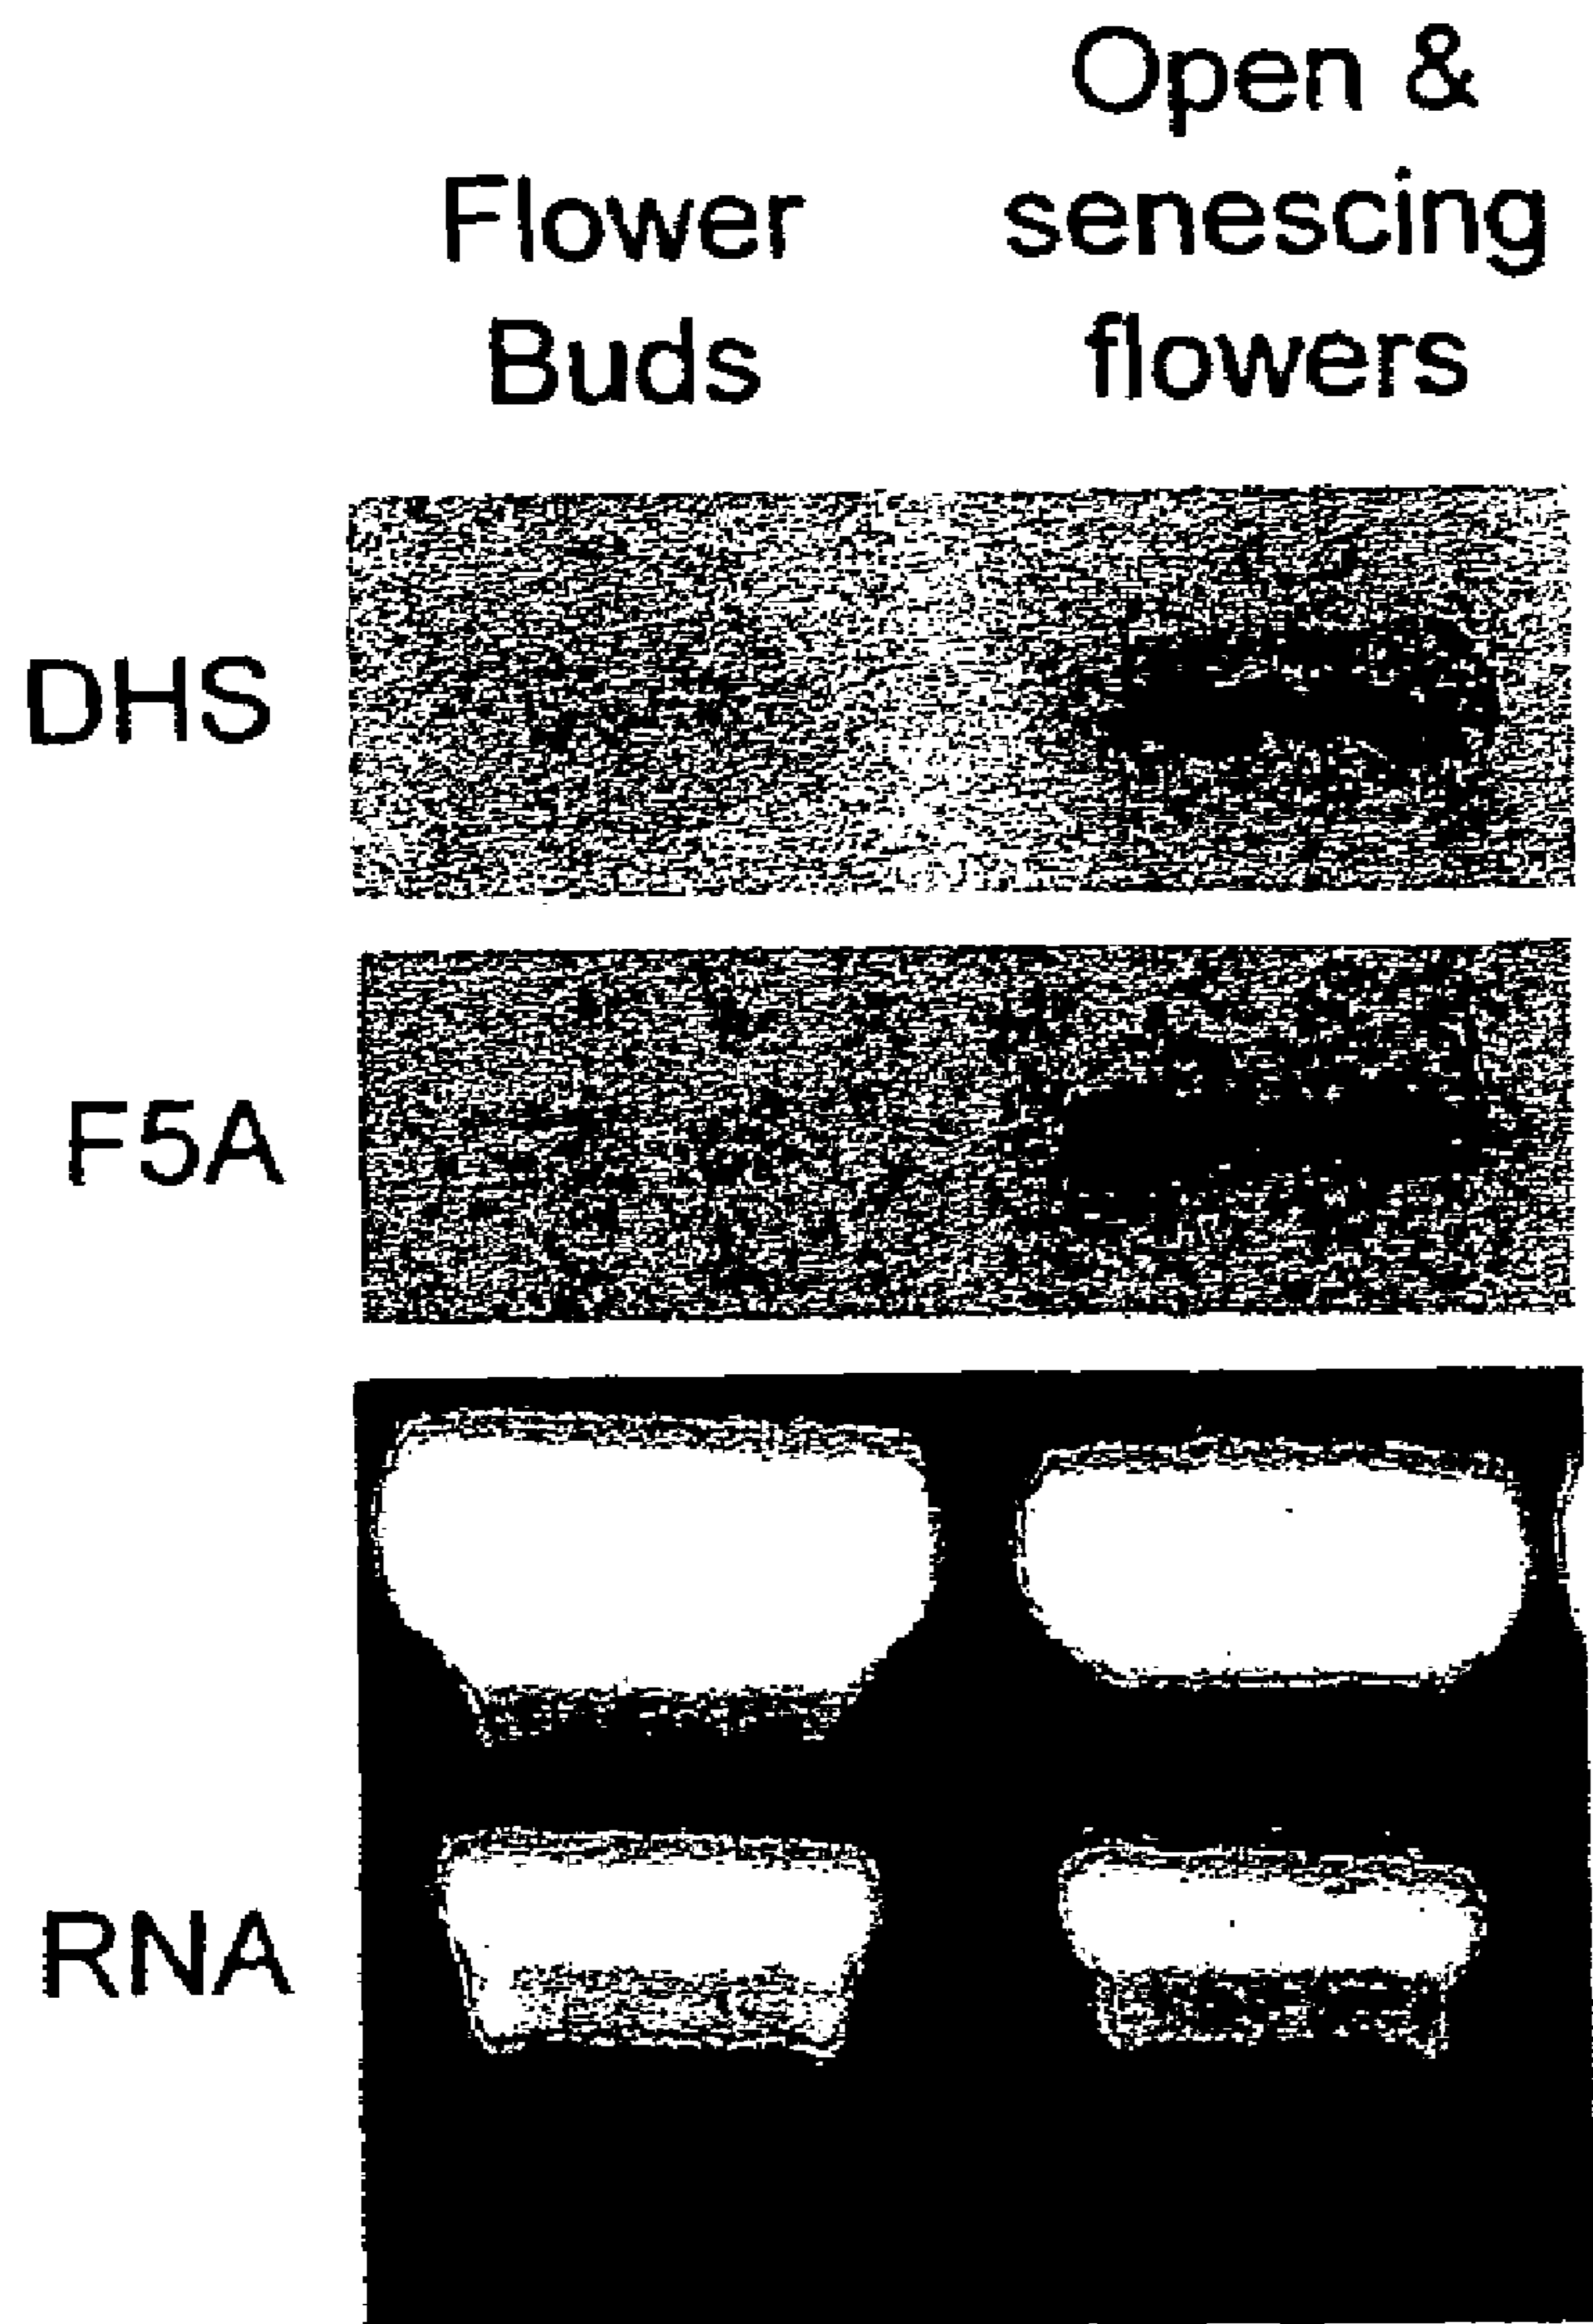 Flower
Buds
Open &
senescing
flowers
DHS
F5A
RNA